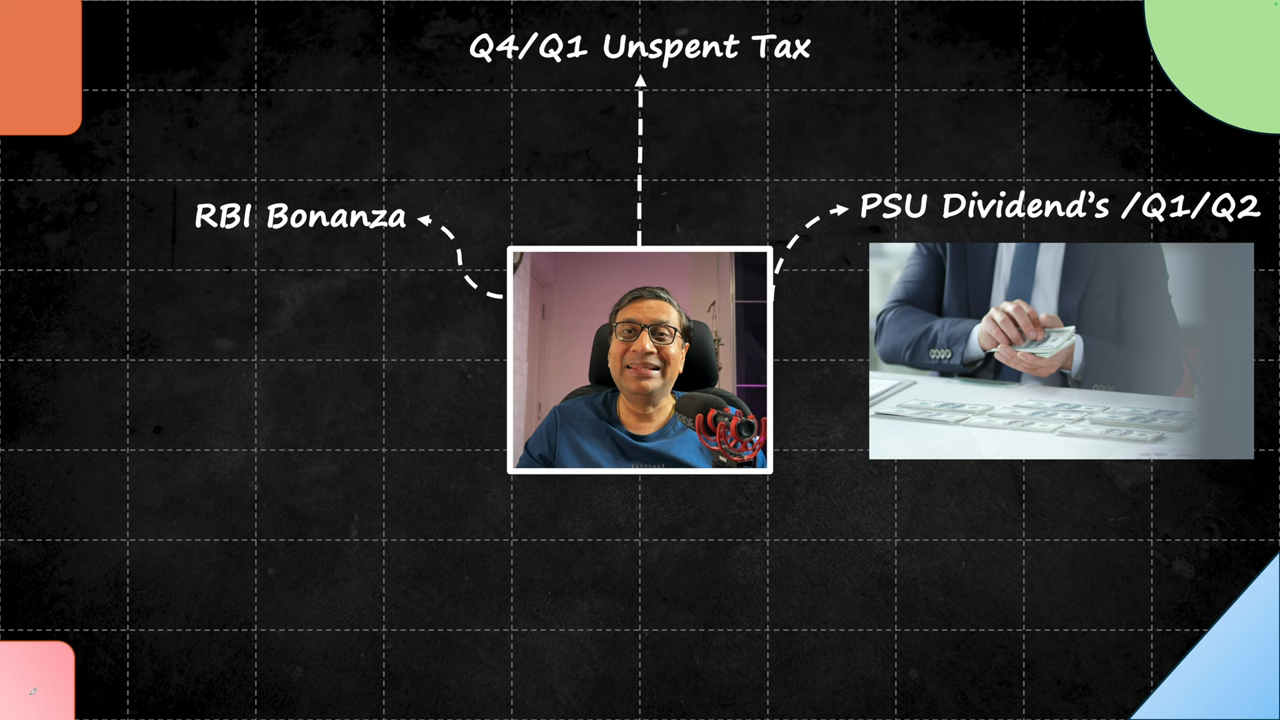 Q4/Q1 Unspent Tax
RBI Bonanza
PSU Dividend's /Q1/Q2